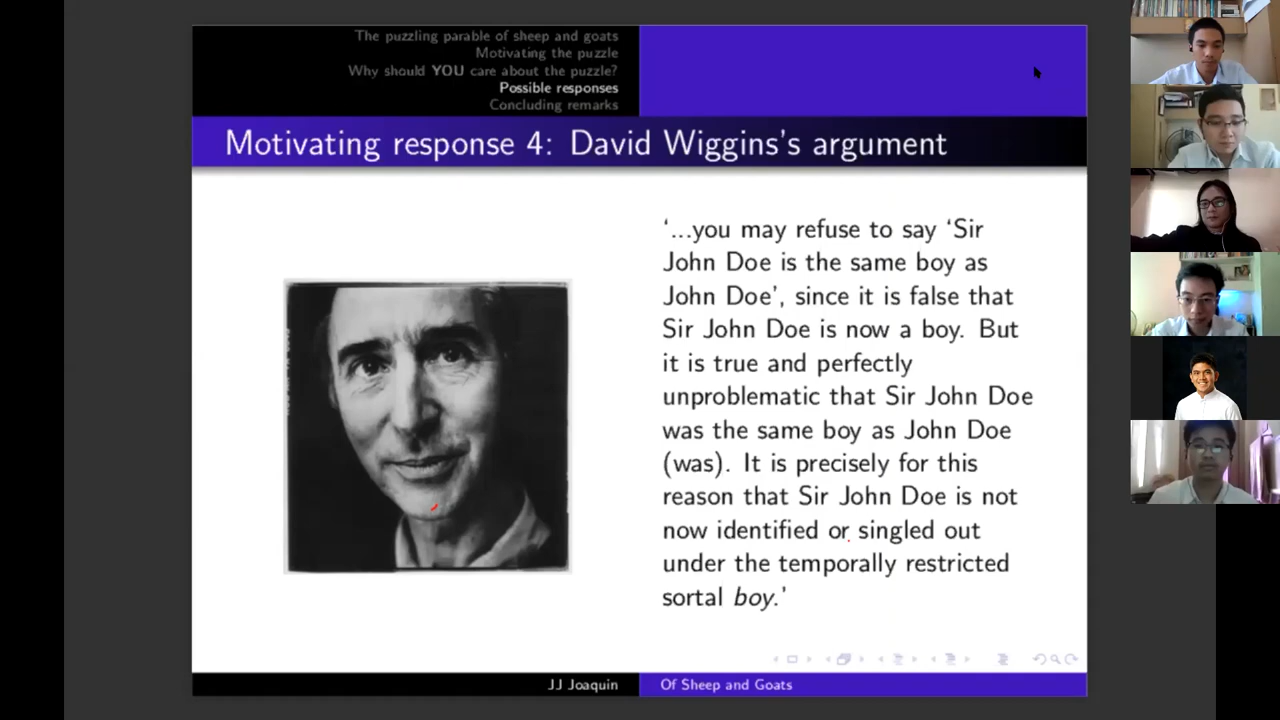 The puzzling parable of sheep and goats
Motivating the puzzle
Why should YOU care about the puzzle?
Possible responses
Concluding remarks
Motivating response 4: David Wiggins's argument
‘...you may refuse to say ‘Sir
John Doe is the same boy as
John Doe’, since it is false that
Sir John Doe is now a boy. But
it is true and perfectly
unproblematic that Sir John Doe
was the same boy as John Doe
(was). It is precisely for this
reason that Sir John Doe is not
now identified or singled out
under the temporally restricted
sortal boy.’
JJ Joaquin
Of Sheep and Goats